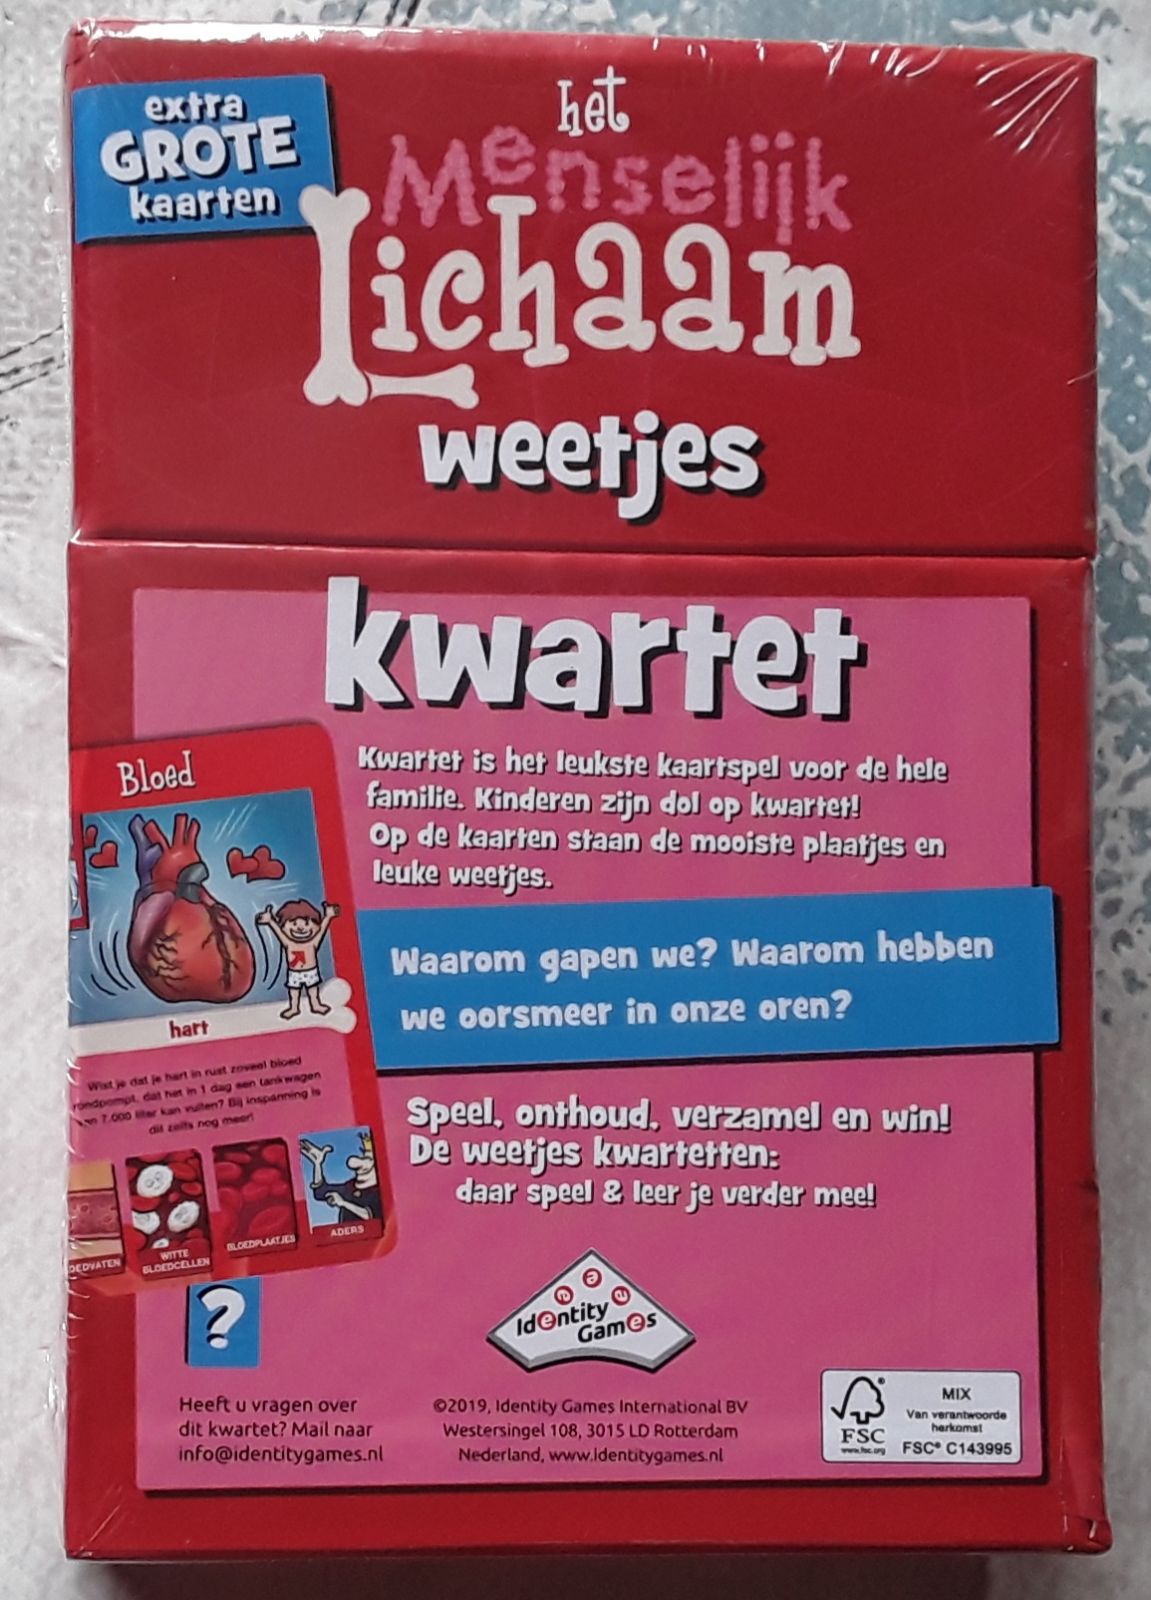 extra
GROTE
kaarten
het
Menselijk
Lichaam
weetjes
kwartet
Kwartet is het leukste kaartspel voor de hele
familie. Kinderen zijn dol op kwartet!
Op de kaarten staan de mooiste plaatjes en
leuke weetjes.
Waarom gapen we? Waarom hebben
we oorsmeer in onze oren?
Speel, onthoud, verzamel en win!
De weetjes kwartetten:
daar speel & leer je verder mee!
Bloed
hart
Wist je dat je hart in rust zoveel bloed
rondpompt, dat het in 1 dag een tankwagen
7.000 liter kan vullen? Bij inspanning is
dit zelfs nog meer!
OEDVATEN
WITTE
BLOEDCELLEN
BLOEDPLAATJES
ADERS
?
Identity
Games
Heeft u vragen over
dit kwartet? Mail naar
info@identitygames.nl
©2019, Identity Games International BV
Westersingel 108, 3015 LD Rotterdam
Nederland, www.identitygames.nl
FSC
www.fsc.org
MIX
Van verantwoorde
herkomst
FSC® C143995